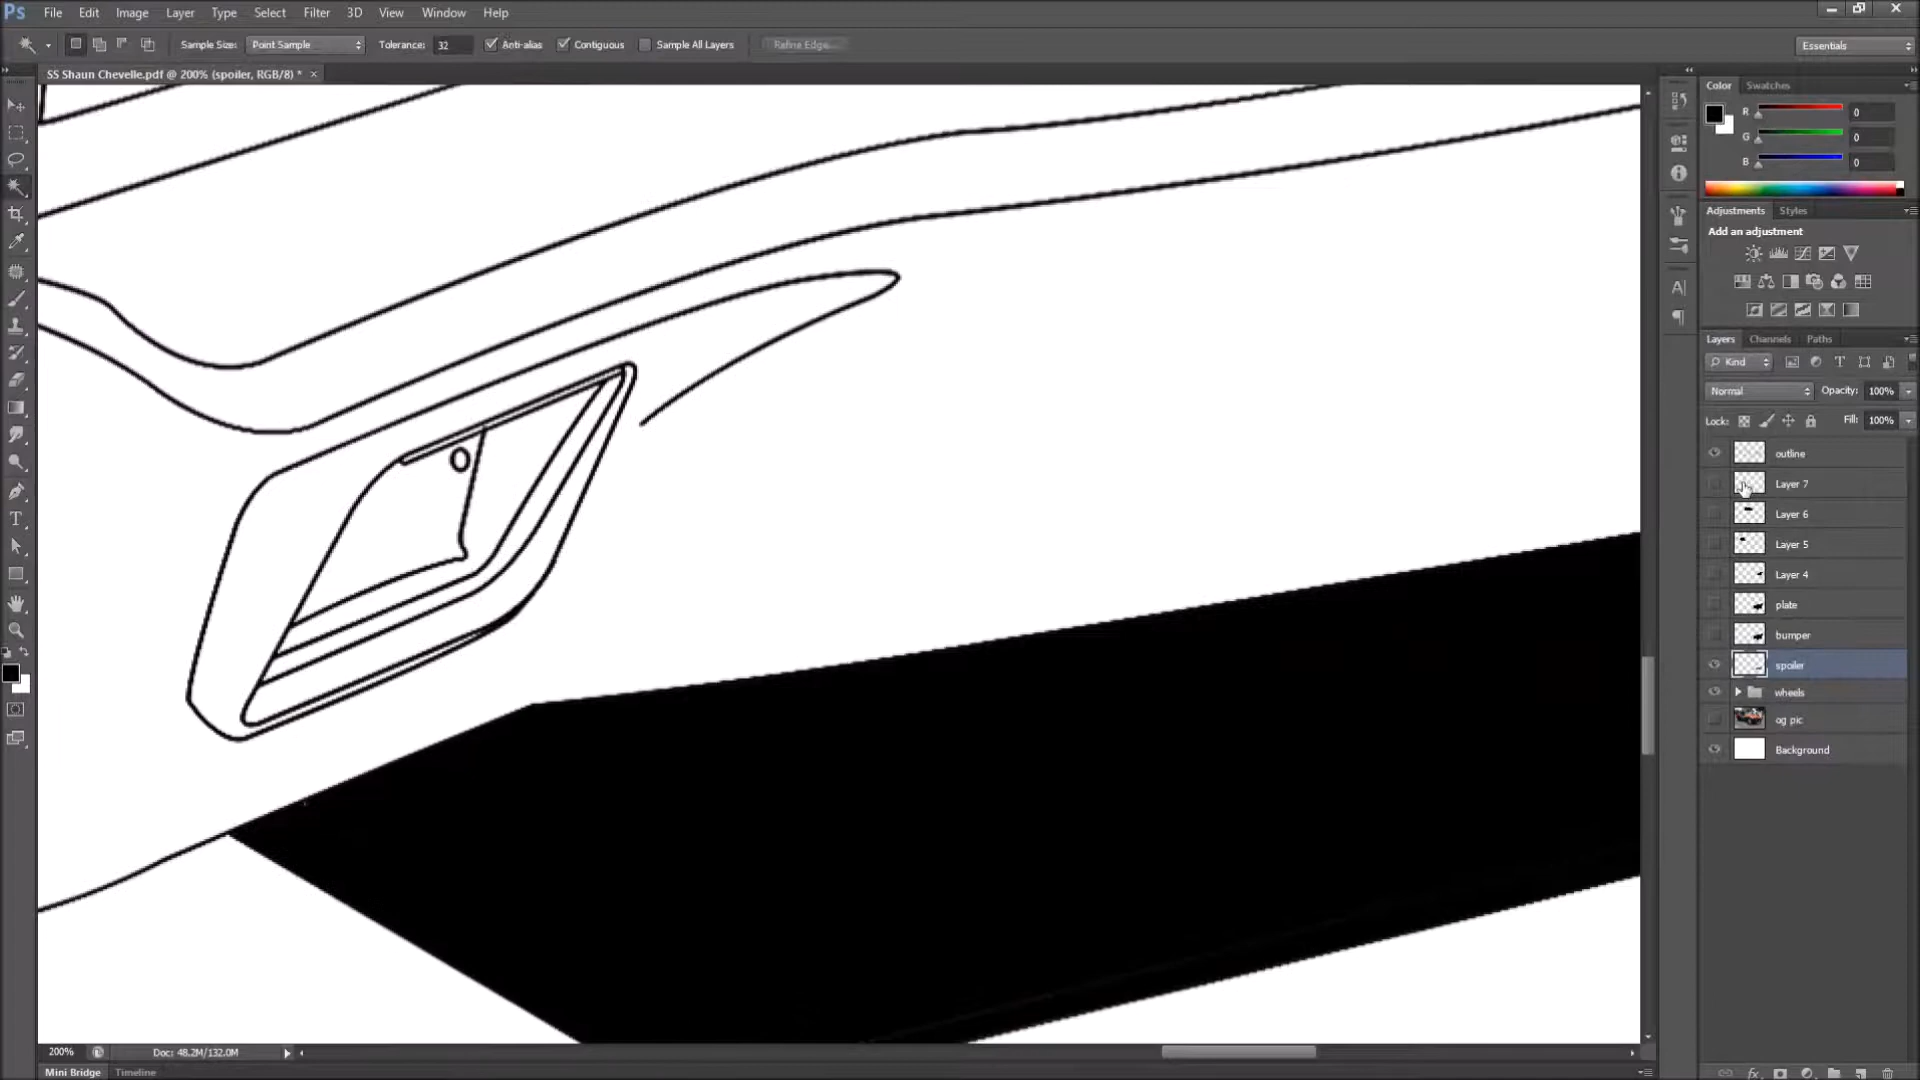 Ps File Edit Image Layer Type Select Filter 3D View Window Help
Sample Size: Point Sample Tolerance: 32 Anti-alias Contiguous Sample All Layers Refine Edge... Essentials
SS Shaun Chevelle.pdf @ 200% (spoiler, RGB/8) * ×
Color Swatches
R 0
G 0
B 0
Adjustments Styles
Add an adjustment
Layers Channels Paths
Kind
Normal Opacity: 100%
Lock: Fill: 100%
outline
Layer 7
Layer 6
Layer 5
Layer 4
plate
bumper
spoiler
wheels
og pic
Background
200% Doc: 48.2M/132.0M
Mini Bridge Timeline